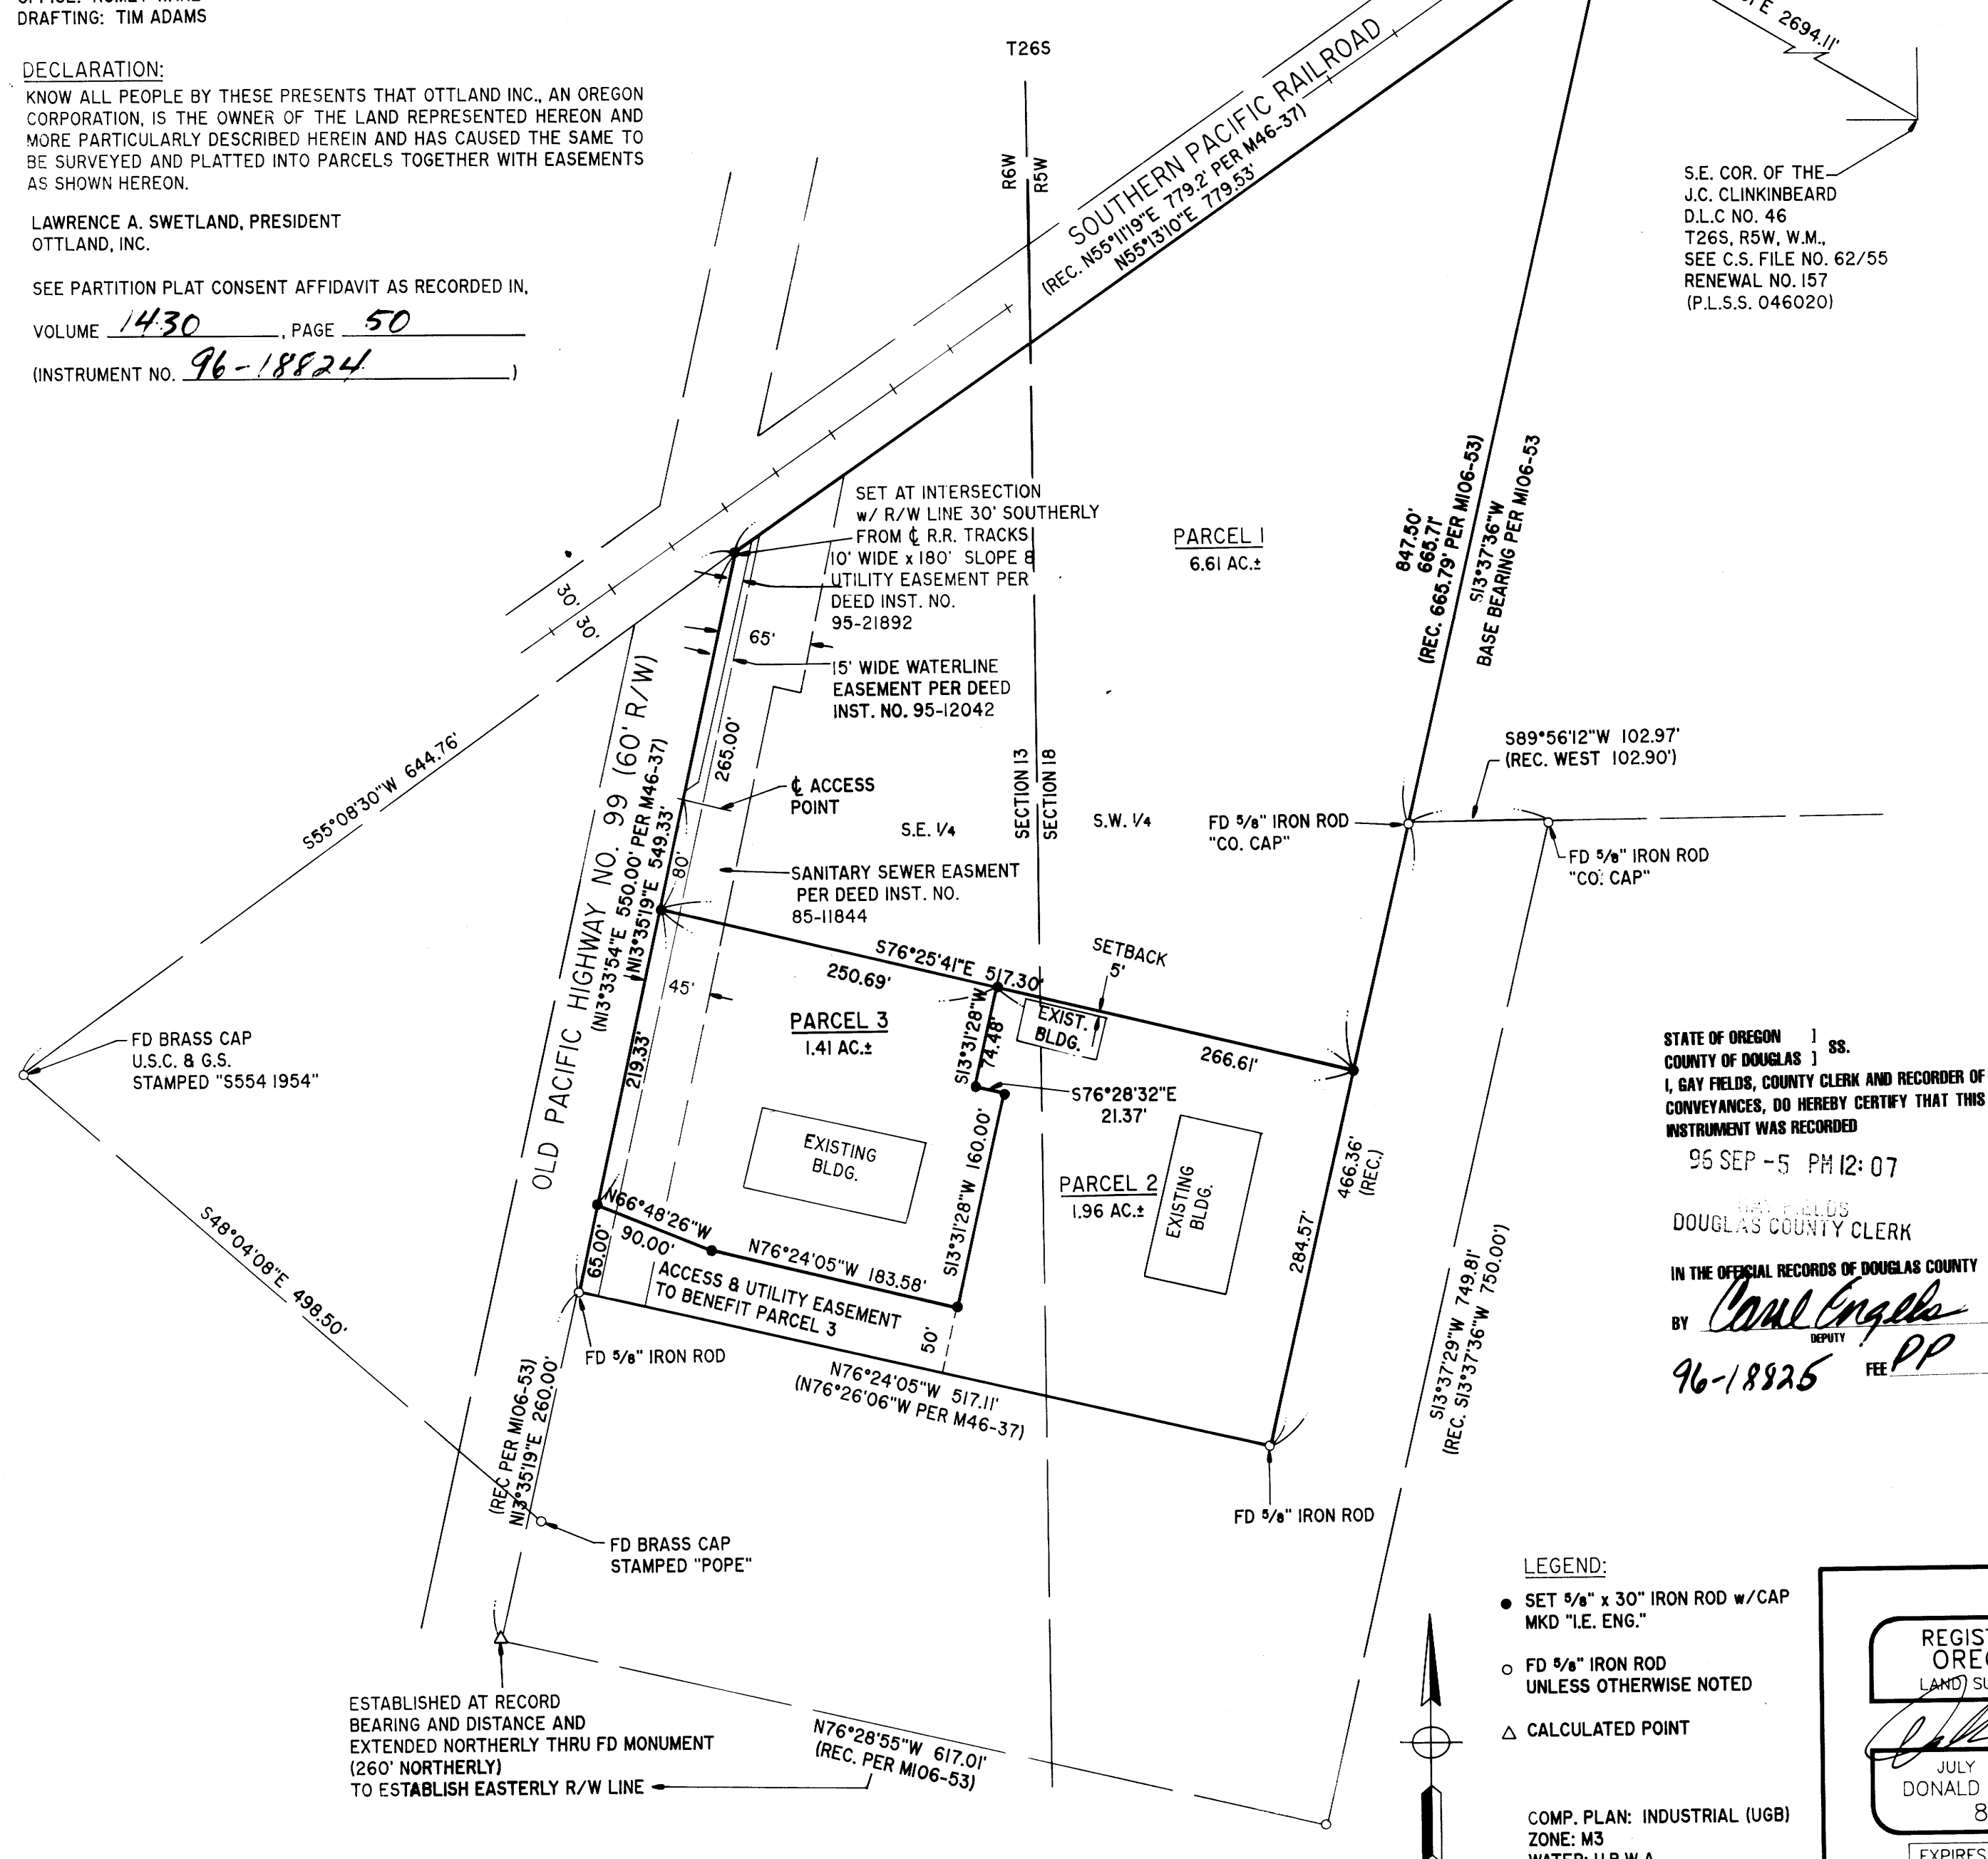 DRAFTING: TIM ADAMS
DECLARATION:
KNOW ALL PEOPLE BY THESE PRESENTS THAT OTTLAND INC., AN OREGON
CORPORATION, IS THE OWNER OF THE LAND REPRESENTED HEREON AND
MORE PARTICULARLY DESCRIBED HEREIN AND HAS CAUSED THE SAME TO
BE SURVEYED AND PLATTED INTO PARCELS TOGETHER WITH EASEMENTS
AS SHOWN HEREON.
LAWRENCE A. SWETLAND, PRESIDENT
OTTLAND, INC.
SEE PARTITION PLAT CONSENT AFFIDAVIT AS RECORDED IN,
VOLUME 1430, PAGE 50
(INSTRUMENT NO. 96-18824)
T26S
R6W
R5W
SOUTHERN PACIFIC RAILROAD
(REC. N55°11'19"E 779.2' PER M46-37)
N55°13'10"E 779.53'
E 2694.11'
S.E. COR. OF THE
J.C. CLINKINBEARD
D.L.C NO. 46
T26S, R5W, W.M.,
SEE C.S. FILE NO. 62/55
RENEWAL NO. 157
(P.L.S.S. 046020)
SET AT INTERSECTION
w/ R/W LINE 30' SOUTHERLY
FROM ℄ R.R. TRACKS
10' WIDE x 180' SLOPE &
UTILITY EASEMENT PER
DEED INST. NO.
95-21892
15' WIDE WATERLINE
EASEMENT PER DEED
INST. NO. 95-12042
℄ ACCESS
POINT
SANITARY SEWER EASMENT
PER DEED INST. NO.
85-11844
30'
30'
65'
265.00'
80'
45'
PARCEL 1
6.61 AC.±
847.50'
665.71'
(REC. 665.79' PER M106-53)
S13°37'36"W
BASE BEARING PER M106-53
S89°56'12"W 102.97'
(REC. WEST 102.90')
SECTION 13
SECTION 18
S.E. 1/4
S.W. 1/4
FD 5/8" IRON ROD
"CO. CAP"
FD 5/8" IRON ROD
"CO. CAP"
S55°08'30"W 644.76'
OLD PACIFIC HIGHWAY NO. 99 (60' R/W)
(N13°33'54"E 550.00' PER M46-37)
N13°35'19"E 549.33'
219.33'
S76°25'41"E 517.30'
250.69'
SETBACK
5'
EXIST.
BLDG.
266.61'
PARCEL 3
1.41 AC.±
S13°31'28"W
74.48'
S76°28'32"E
21.37'
S13°31'28"W 160.00'
EXISTING
BLDG.
PARCEL 2
1.96 AC.±
EXISTING
BLDG.
466.36'
(REC.)
284.57'
FD BRASS CAP
U.S.C. & G.S.
STAMPED "S554 1954"
S48°04'08"E 498.50'
N66°48'26"W
90.00'
65.00'
N76°24'05"W 183.58'
ACCESS & UTILITY EASEMENT
TO BENEFIT PARCEL 3
50'
FD 5/8" IRON ROD
N76°24'05"W 517.11'
(N76°26'06"W PER M46-37)
(REC PER M106-53)
N13°35'19"E 260.00'
S13°37'29"W 749.81'
(REC. S13°37'36"W 750.00')
FD BRASS CAP
STAMPED "POPE"
FD 5/8" IRON ROD
STATE OF OREGON ] SS.
COUNTY OF DOUGLAS ]
I, GAY FIELDS, COUNTY CLERK AND RECORDER OF
CONVEYANCES, DO HEREBY CERTIFY THAT THIS
INSTRUMENT WAS RECORDED
96 SEP -5 PM 12:07
GAY FIELDS
DOUGLAS COUNTY CLERK
IN THE OFFICIAL RECORDS OF DOUGLAS COUNTY
BY Carol Engels
DEPUTY
96-18825 FEE PP
ESTABLISHED AT RECORD
BEARING AND DISTANCE AND
EXTENDED NORTHERLY THRU FD MONUMENT
(260' NORTHERLY)
TO ESTABLISH EASTERLY R/W LINE
N76°28'55"W 617.01'
(REC. PER M106-53)
LEGEND:
SET 5/8" x 30" IRON ROD w/CAP
MKD "I.E. ENG."
FD 5/8" IRON ROD
UNLESS OTHERWISE NOTED
CALCULATED POINT
COMP. PLAN: INDUSTRIAL (UGB)
ZONE: M3
REGIS
ORE
LAND SU
JULY
DONALD
8
EXPIRES